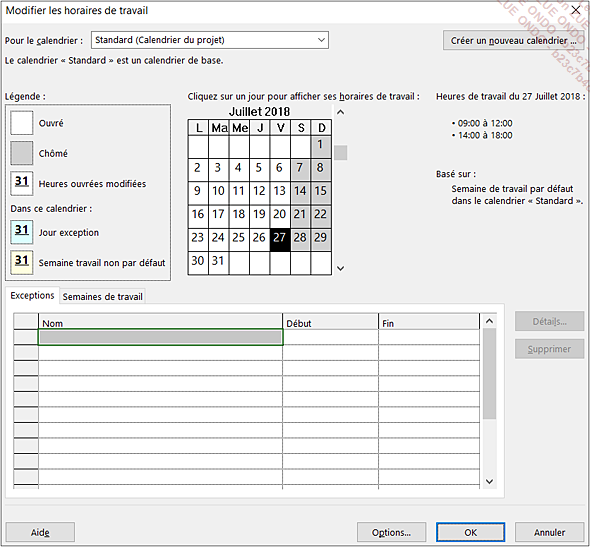 Modifier les horaires de travail
Pour le calendrier : Standard (Calendrier du projet) Créer un nouveau calendrier ...
Le calendrier « Standard » est un calendrier de base.
Légende :
Ouvré
Chômé
31 Heures ouvrées modifiées
Dans ce calendrier :
31 Jour exception
31 Semaine travail non par défaut
Cliquez sur un jour pour afficher ses horaires de travail :
Juillet 2018
L Ma Me J V S D
1
2 3 4 5 6 7 8
9 10 11 12 13 14 15
16 17 18 19 20 21 22
23 24 25 26 27 28 29
30 31
Heures de travail du 27 Juillet 2018 :
• 09:00 à 12:00
• 14:00 à 18:00
Basé sur :
Semaine de travail par défaut
dans le calendrier « Standard ».
Exceptions Semaines de travail
Nom Début Fin
Détails...
Supprimer
Aide Options... OK Annuler